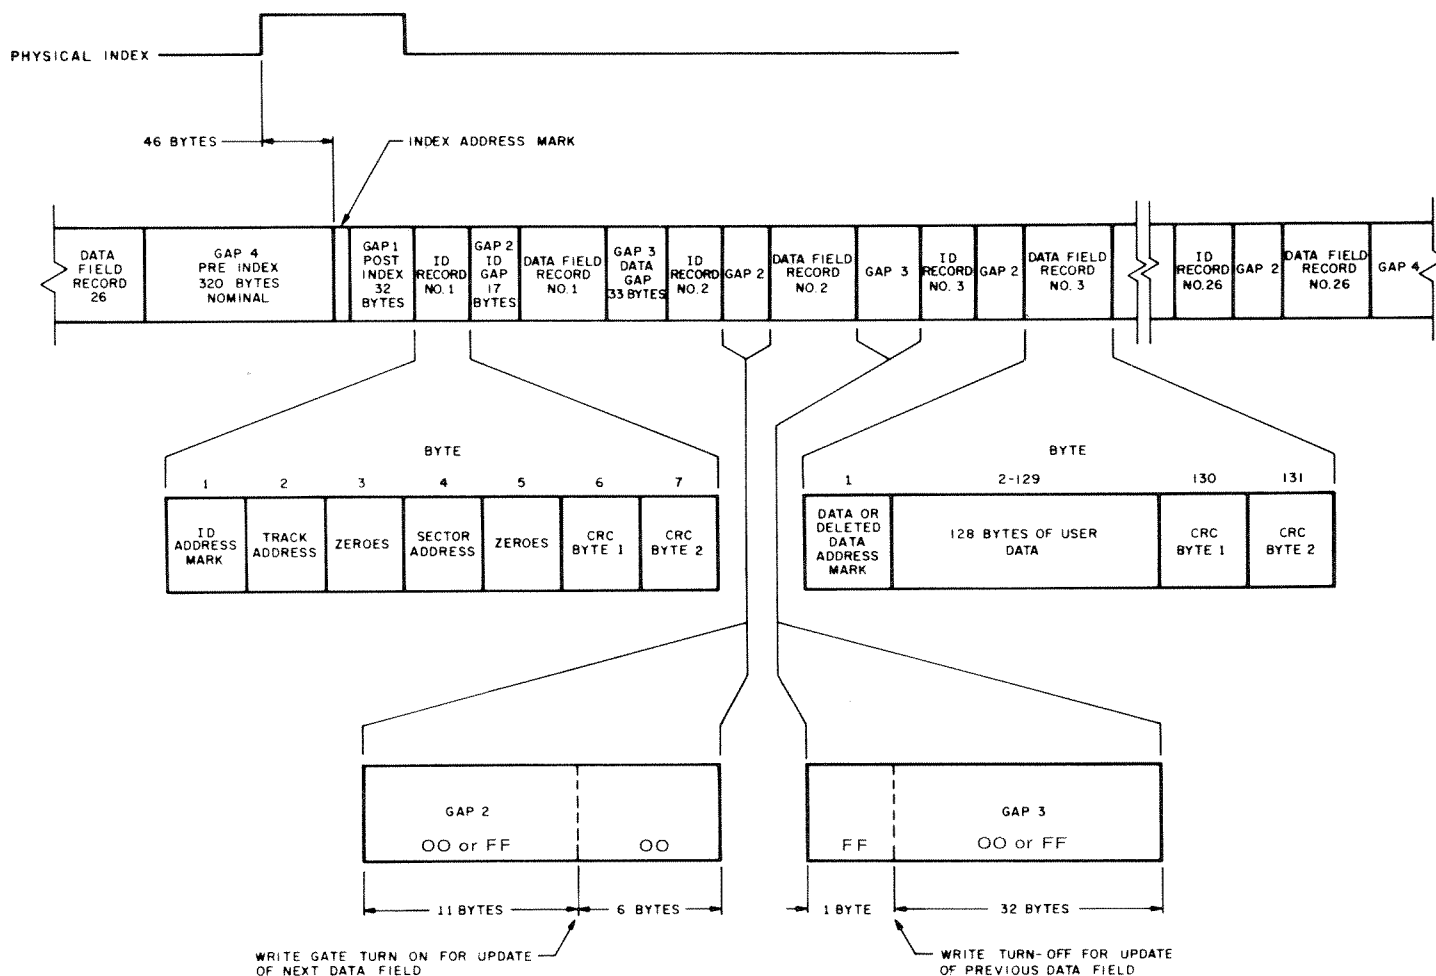 PHYSICAL INDEX
46 BYTES
INDEX ADDRESS MARK
DATA
FIELD
RECORD
26
GAP 4
PRE INDEX
320 BYTES
NOMINAL
GAP 1
POST
INDEX
32
BYTES
ID
RECORD
NO.1
GAP 2
ID
GAP
17
BYTES
DATA FIELD
RECORD
NO.1
GAP 3
DATA
GAP
33 BYTES
ID
RECORD
NO.2
GAP 2
DATA FIELD
RECORD
NO.2
GAP 3
ID
RECORD
NO.3
GAP 2
DATA FIELD
RECORD
NO.3
ID
RECORD
NO.26
GAP 2
DATA FIELD
RECORD
NO.26
GAP 4
BYTE
1 2 3 4 5 6 7
ID
ADDRESS
MARK
TRACK
ADDRESS
ZEROES
SECTOR
ADDRESS
ZEROES
CRC
BYTE 1
CRC
BYTE 2
BYTE
1 2-129 130 131
DATA OR
DELETED
DATA
ADDRESS
MARK
128 BYTES OF USER
DATA
CRC
BYTE 1
CRC
BYTE 2
GAP 2
00 or FF
00
11 BYTES
6 BYTES
WRITE GATE TURN ON FOR UPDATE
OF NEXT DATA FIELD
GAP 3
FF
00 or FF
1 BYTE
32 BYTES
WRITE TURN-OFF FOR UPDATE
OF PREVIOUS DATA FIELD